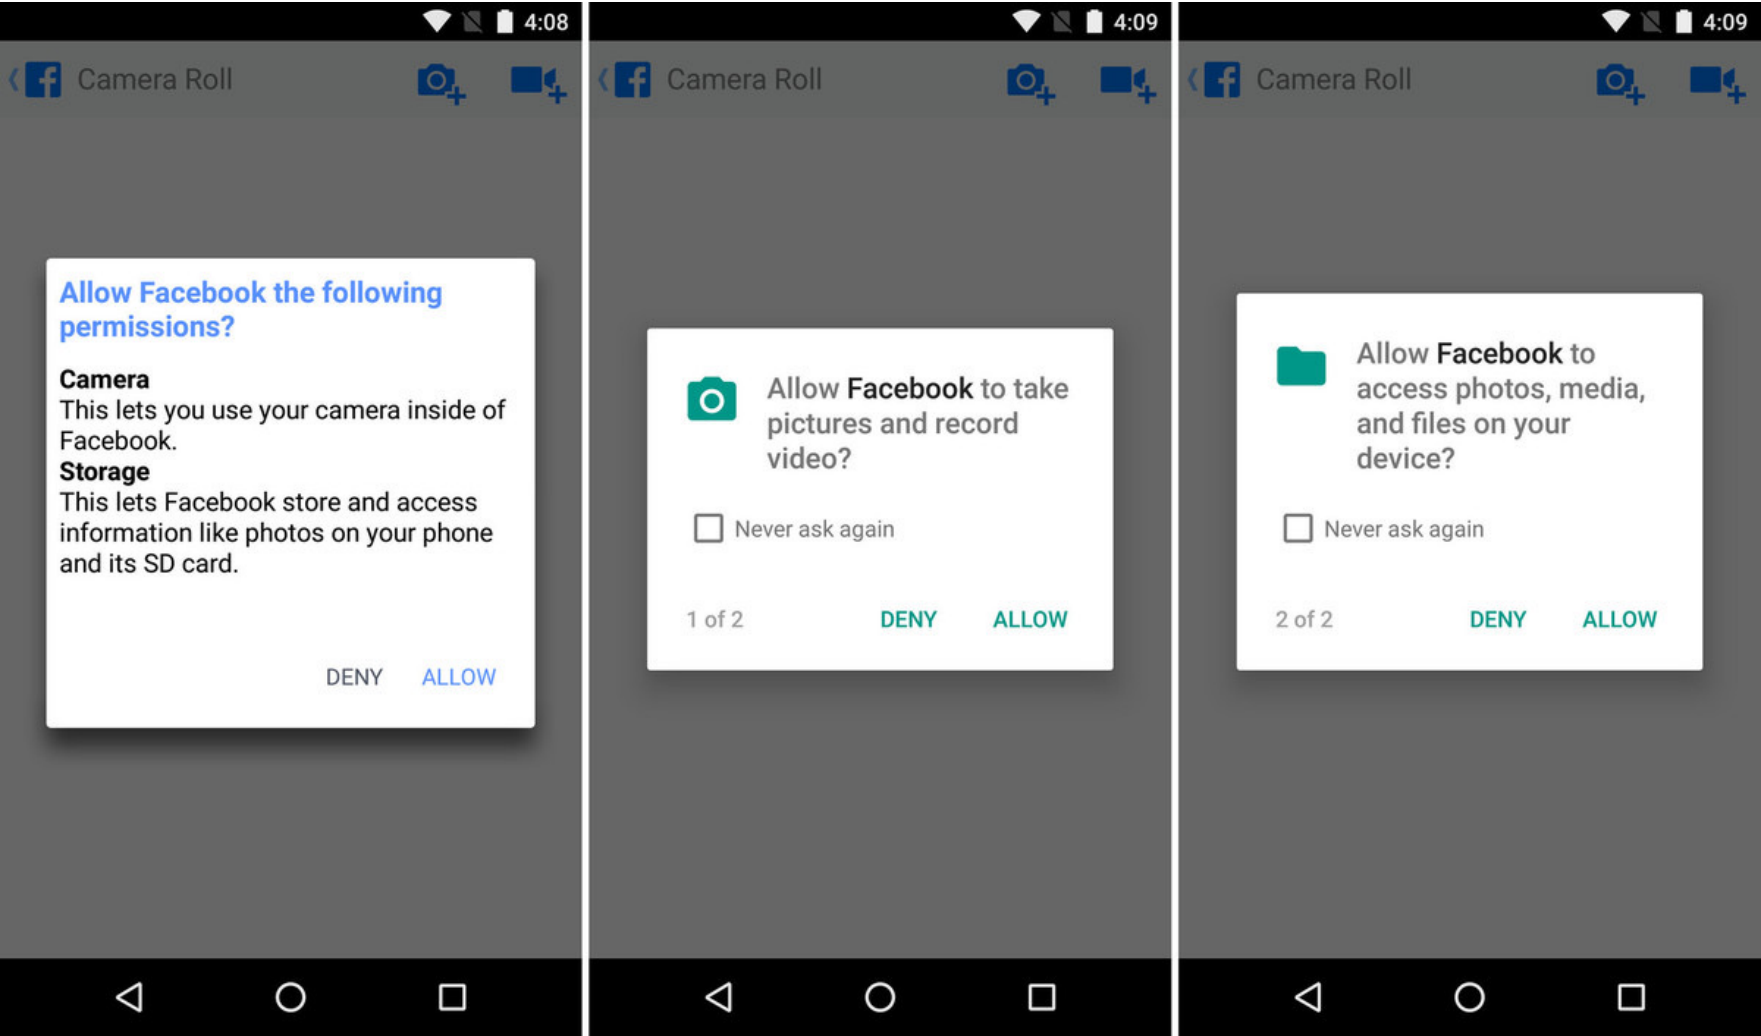 4:08
Camera Roll
Allow Facebook the following
permissions?
Camera
This lets you use your camera inside of
Facebook.
Storage
This lets Facebook store and access
information like photos on your phone
and its SD card.
DENY ALLOW
4:09
Camera Roll
Allow Facebook to take
pictures and record
video?
Never ask again
1 of 2 DENY ALLOW
4:09
Camera Roll
Allow Facebook to
access photos, media,
and files on your
device?
Never ask again
2 of 2 DENY ALLOW